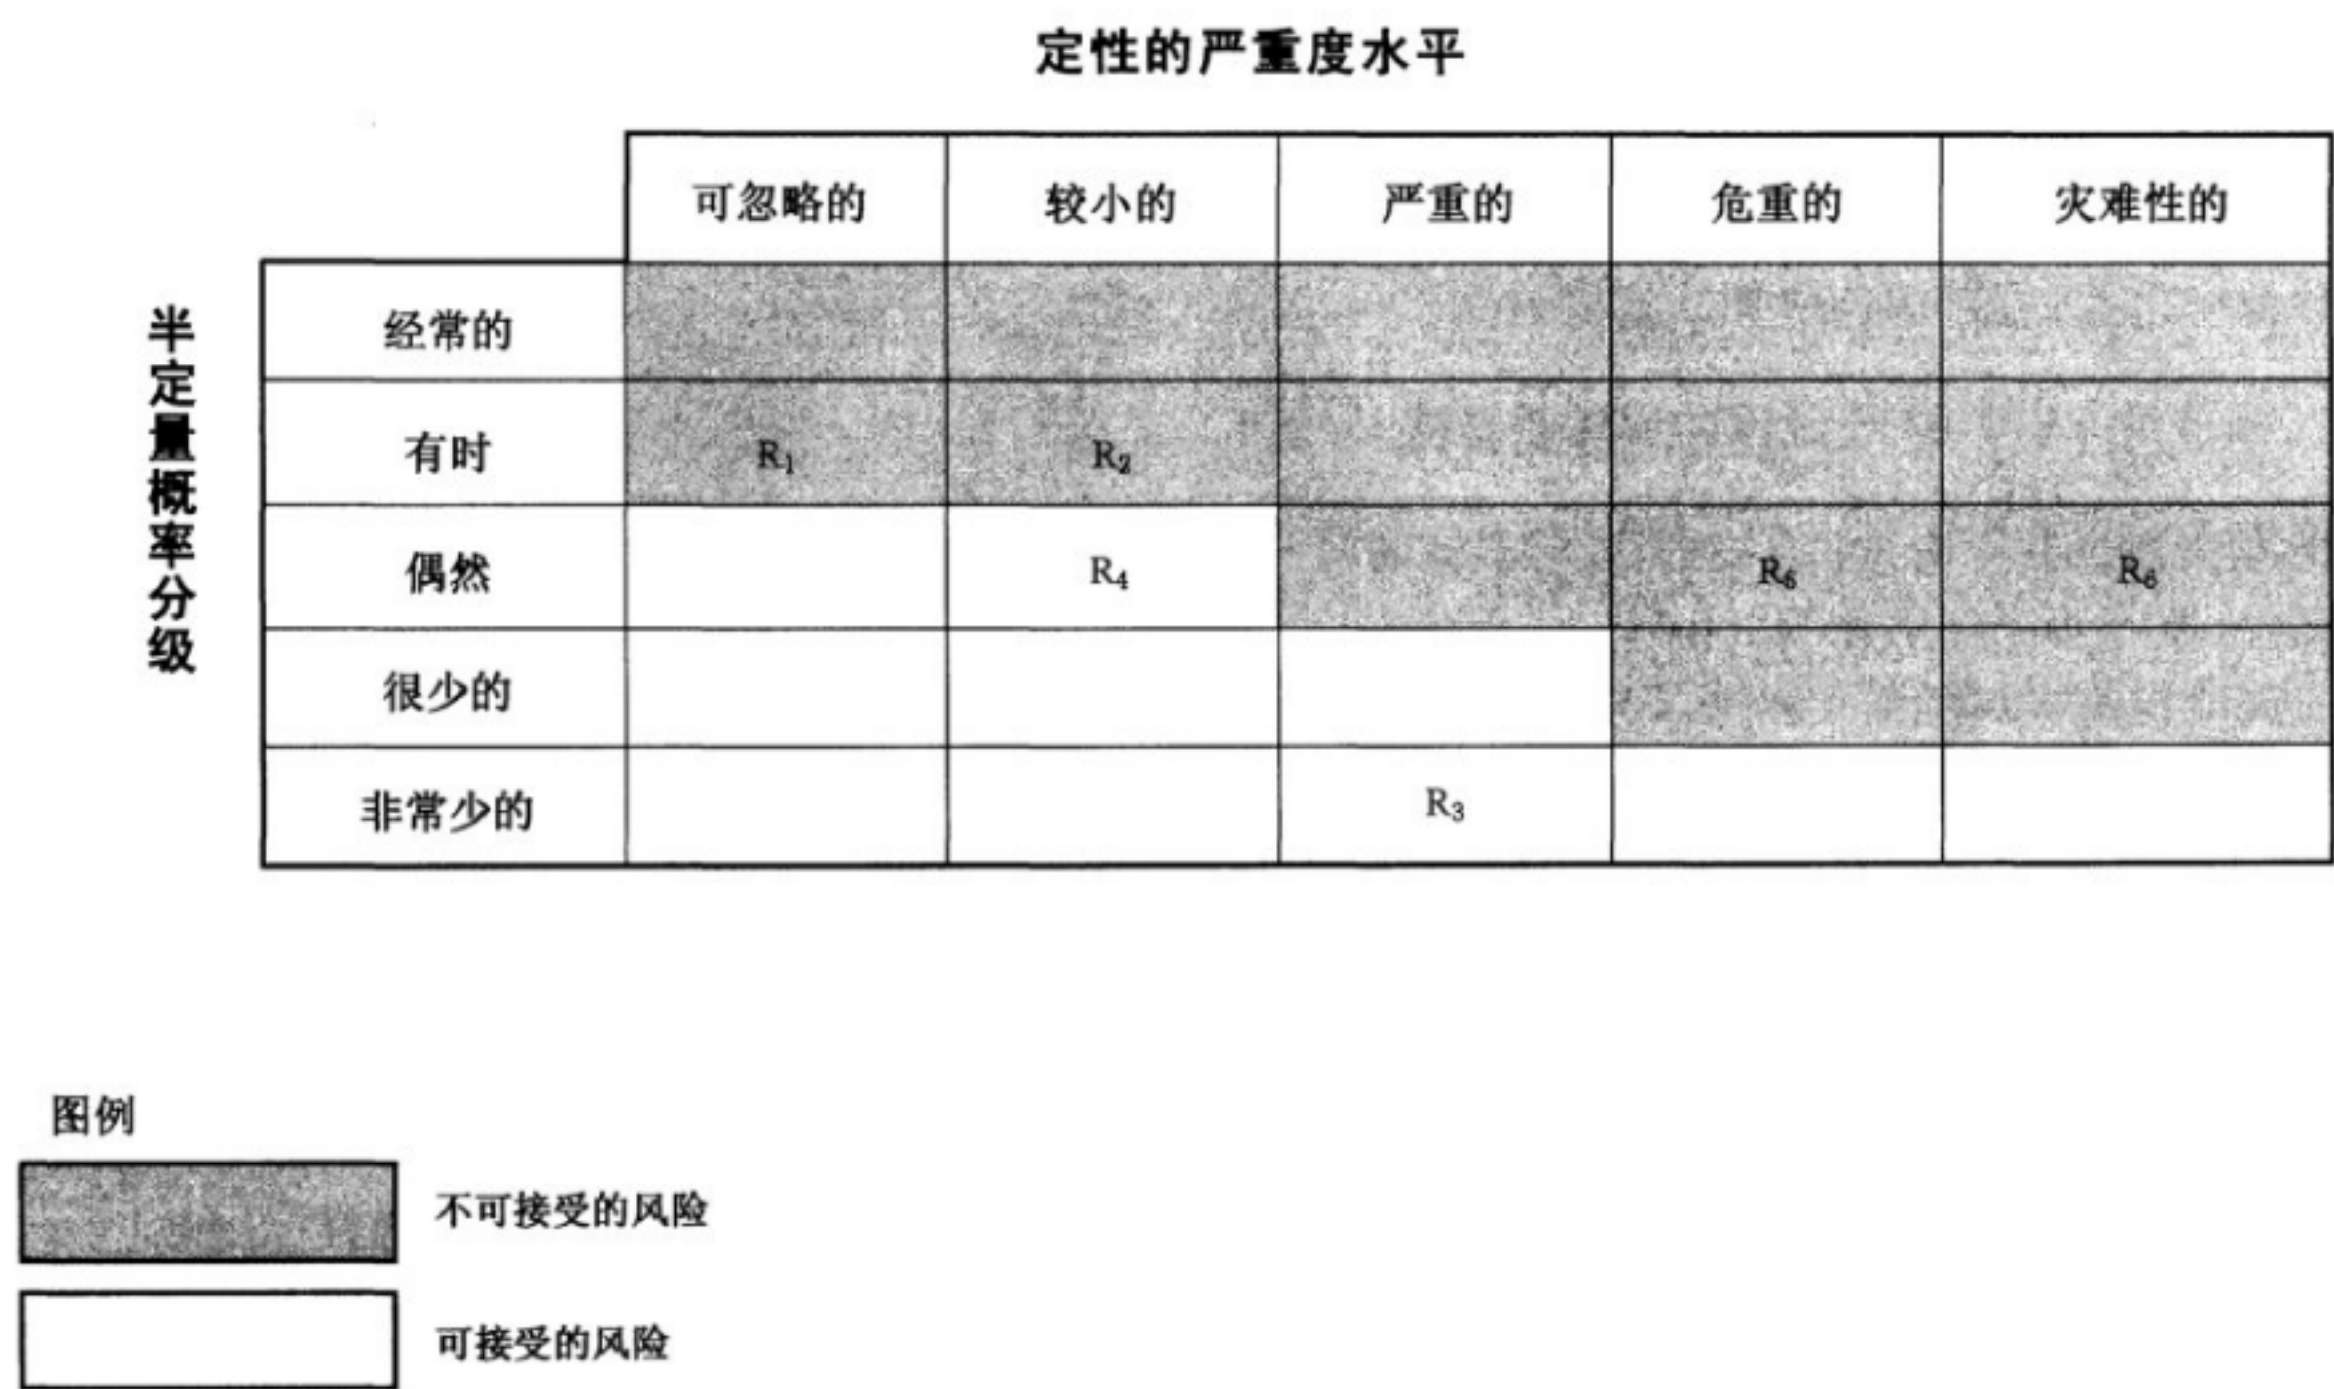 定性的严重度水平
可忽略的 较小的 严重的 危重的 灾难性的
半定量概率分级
经常的
有时 R₁ R₂
偶然 R₄ R₅ R₆
很少的
非常少的 R₃
图例
不可接受的风险
可接受的风险